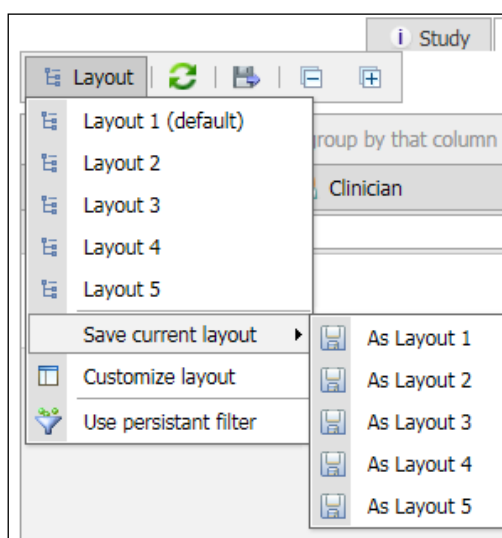 Study
Layout
Layout 1 (default)
group by that column
Layout 2
Clinician
Layout 3
Layout 4
Layout 5
Save current layout
As Layout 1
Customize layout
As Layout 2
Use persistant filter
As Layout 3
As Layout 4
As Layout 5